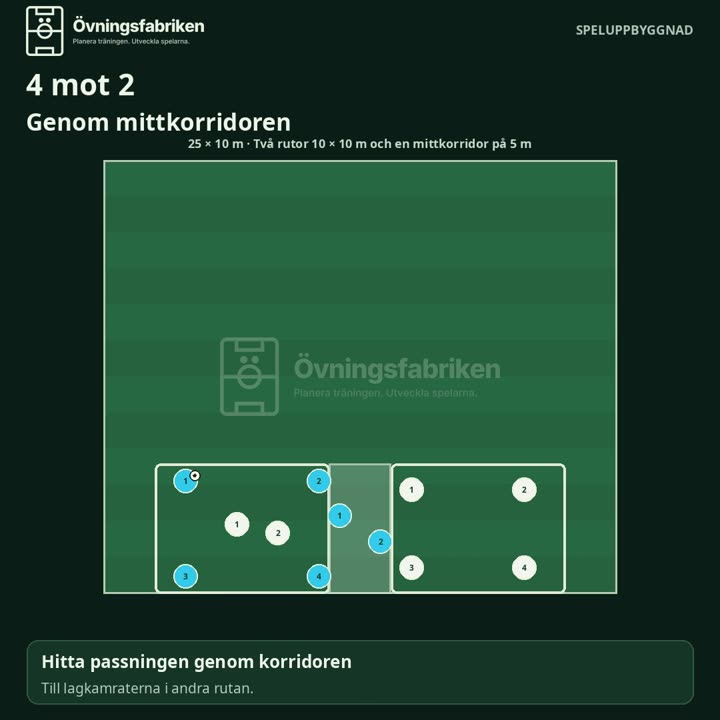 Övningsfabriken
Planera träningen. Utveckla spelarna.
SPELUPPBYGGNAD
4 mot 2
Genom mittkorridoren
25 × 10 m · Två rutor 10 × 10 m och en mittkorridor på 5 m
Övningsfabriken
Planera träningen. Utveckla spelarna.
1 2 1 2
1
1 2
2
3 4 3 4
Hitta passningen genom korridoren
Till lagkamraterna i andra rutan.